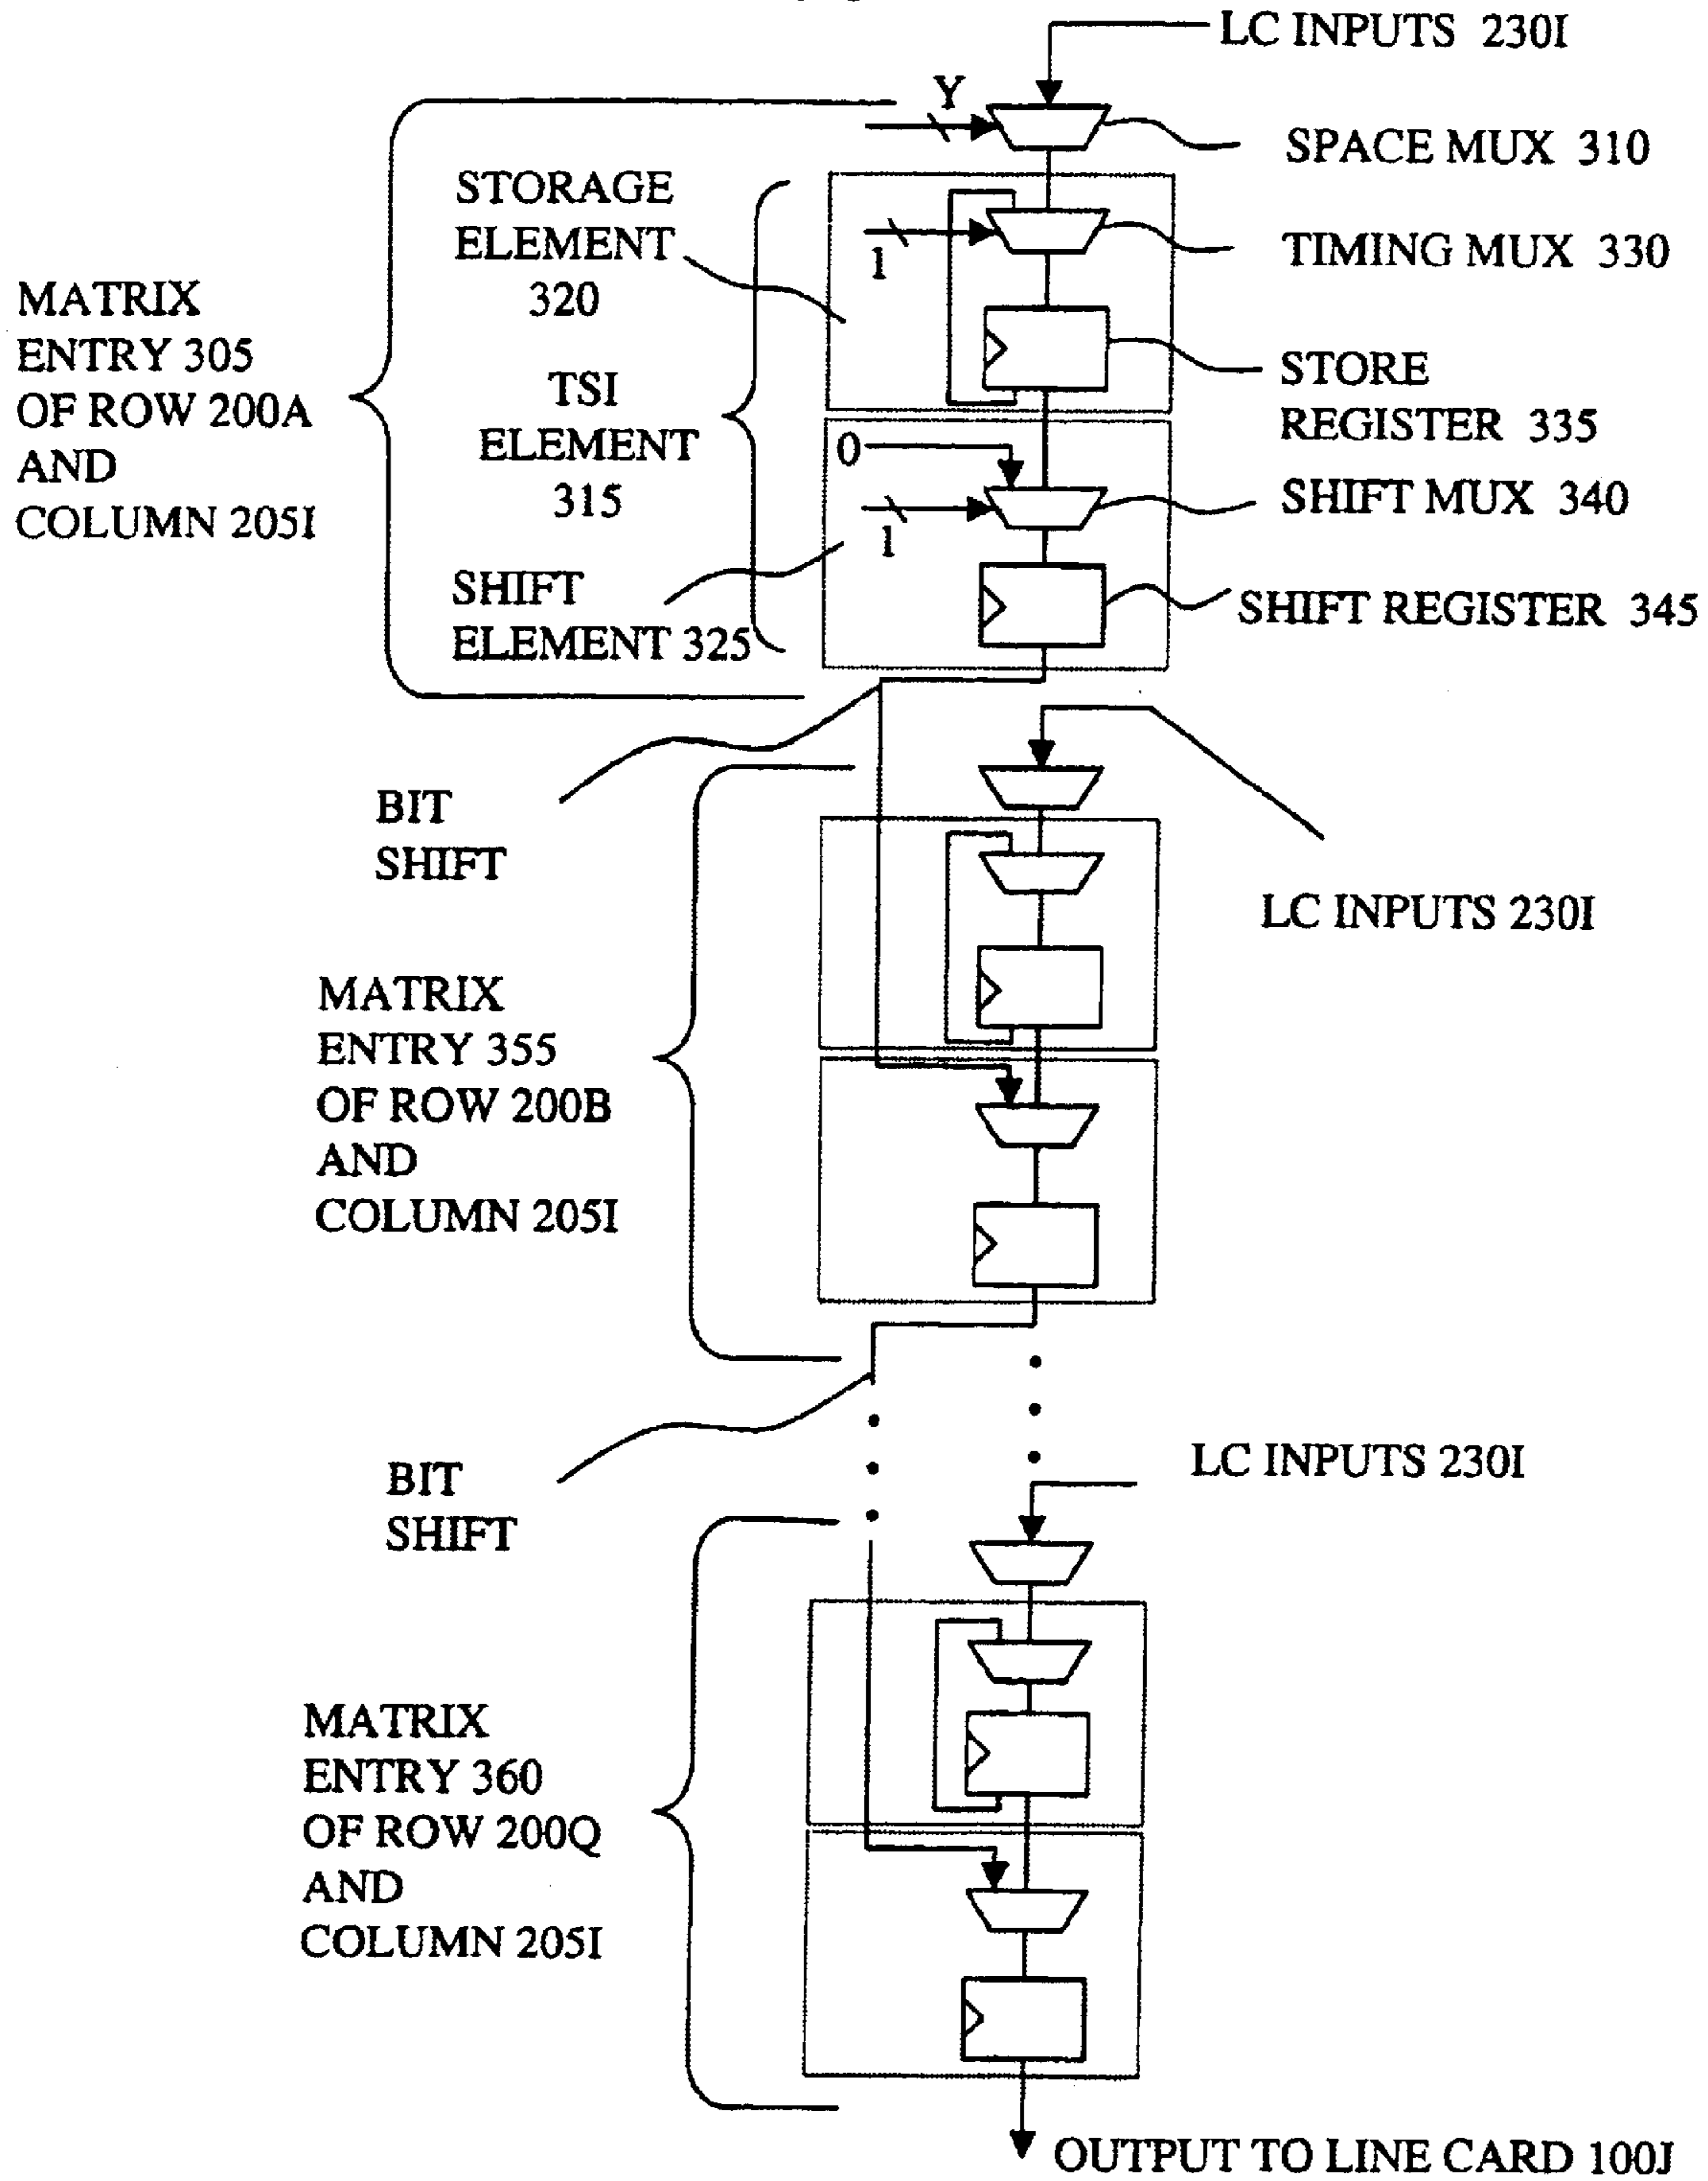 LC INPUTS 230I
Y
SPACE MUX 310
STORAGE
ELEMENT
320
1
TIMING MUX 330
MATRIX
ENTRY 305
OF ROW 200A
AND
COLUMN 205I
TSI
ELEMENT
315
STORE
REGISTER 335
0
SHIFT MUX 340
1
SHIFT
ELEMENT 325
SHIFT REGISTER 345
BIT
SHIFT
LC INPUTS 230I
MATRIX
ENTRY 355
OF ROW 200B
AND
COLUMN 205I
BIT
SHIFT
LC INPUTS 230I
MATRIX
ENTRY 360
OF ROW 200Q
AND
COLUMN 205I
OUTPUT TO LINE CARD 100J